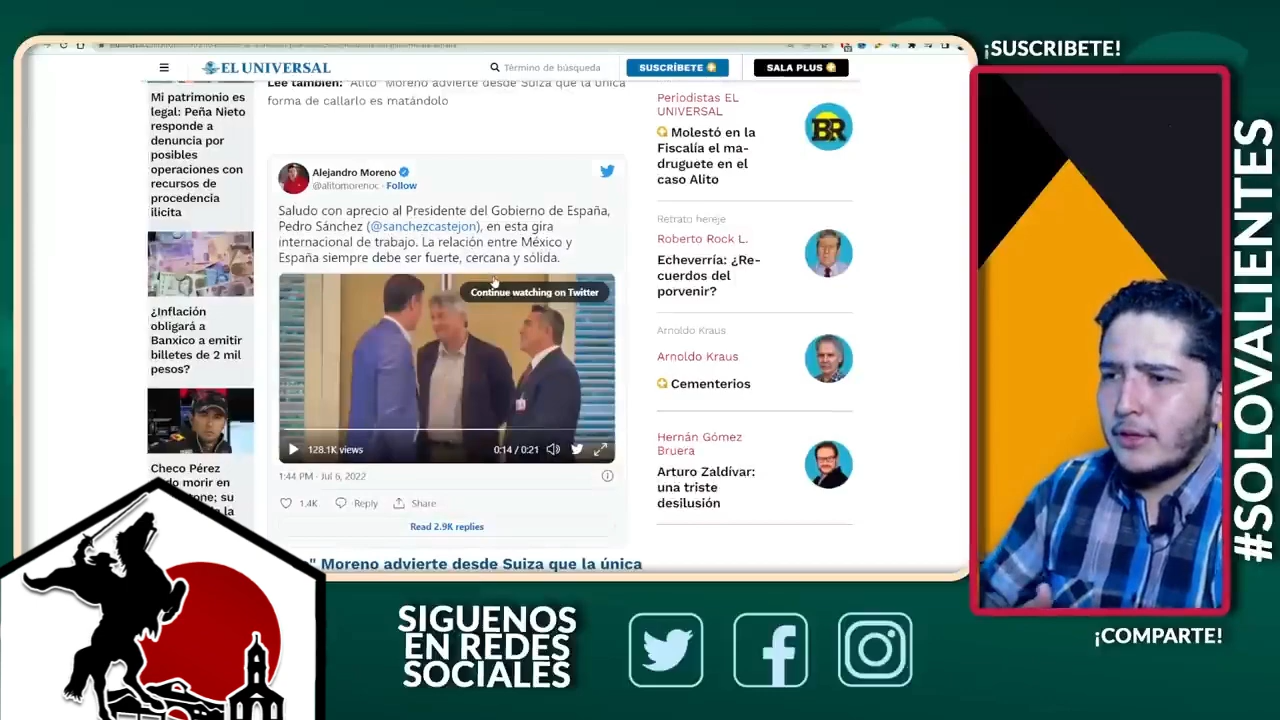 ¡SUSCRIBETE!
EL UNIVERSAL
Término de búsqueda
SUSCRÍBETE
SALA PLUS
Mi patrimonio es
legal: Peña Nieto
responde a
denuncia por
posibles
operaciones con
recursos de
procedencia
ilícita
¿Inflación
obligará a
Banxico a emitir
billetes de 2 mil
pesos?
Checo Pérez
do morir en
tone; su
la
Lee también: "Alito" Moreno advierte desde Suiza que la única
forma de callarlo es matándolo
Alejandro Moreno
@alitomorenoc · Follow
Saludo con aprecio al Presidente del Gobierno de España,
Pedro Sánchez (@sanchezcastejon), en esta gira
internacional de trabajo. La relación entre México y
España siempre debe ser fuerte, cercana y sólida.
Continue watching on Twitter
128.1K views
0:14 / 0:21
1:44 PM · Jul 6, 2022
1.4K Reply Share
Read 2.9K replies
" Moreno advierte desde Suiza que la única
Periodistas EL
UNIVERSAL
Molestó en la
Fiscalía el ma-
druguete en el
caso Alito
BR
Retrato hereje
Roberto Rock L.
Echeverría: ¿Re-
cuerdos del
porvenir?
Arnoldo Kraus
Arnoldo Kraus
Cementerios
Hernán Gómez
Bruera
Arturo Zaldívar:
una triste
desilusión
#SOLOVALIENTES
¡COMPARTE!
SIGUENOS
EN REDES
SOCIALES